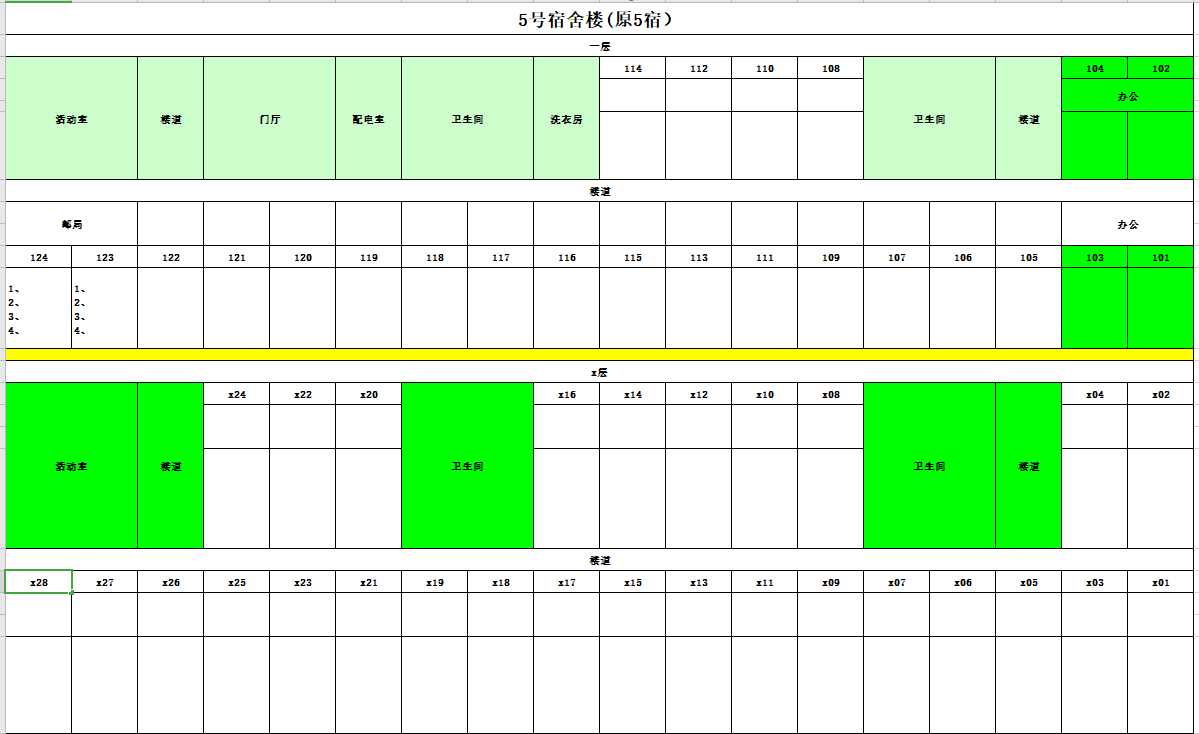 5号宿舍楼(原5宿)
一层
活动室 楼道 门厅 配电室 卫生间 洗衣房 114 112 110 108 卫生间 楼道 104 102
办公
楼道
邮局 办公
124 123 122 121 120 119 118 117 116 115 113 111 109 107 106 105 103 101
1、 1、
2、 2、
3、 3、
4、 4、
x层
活动室 楼道 x24 x22 x20 卫生间 x16 x14 x12 x10 x08 卫生间 楼道 x04 x02
楼道
x28 x27 x26 x25 x23 x21 x19 x18 x17 x15 x13 x11 x09 x07 x06 x05 x03 x01